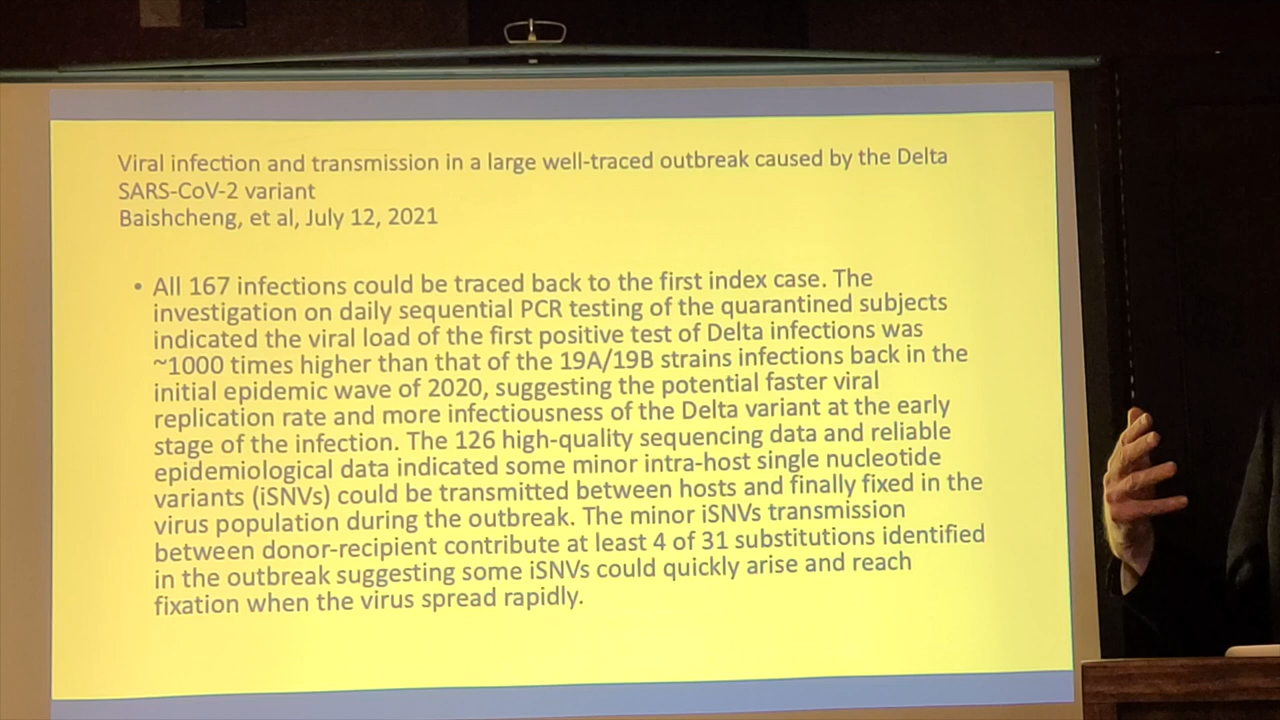 Viral infection and transmission in a large well-traced outbreak caused by the Delta
SARS-CoV-2 variant
Baishcheng, et al, July 12, 2021
• All 167 infections could be traced back to the first index case. The
investigation on daily sequential PCR testing of the quarantined subjects
indicated the viral load of the first positive test of Delta infections was
~1000 times higher than that of the 19A/19B strains infections back in the
initial epidemic wave of 2020, suggesting the potential faster viral
replication rate and more infectiousness of the Delta variant at the early
stage of the infection. The 126 high-quality sequencing data and reliable
epidemiological data indicated some minor intra-host single nucleotide
variants (iSNVs) could be transmitted between hosts and finally fixed in the
virus population during the outbreak. The minor iSNVs transmission
between donor-recipient contribute at least 4 of 31 substitutions identified
in the outbreak suggesting some iSNVs could quickly arise and reach
fixation when the virus spread rapidly.